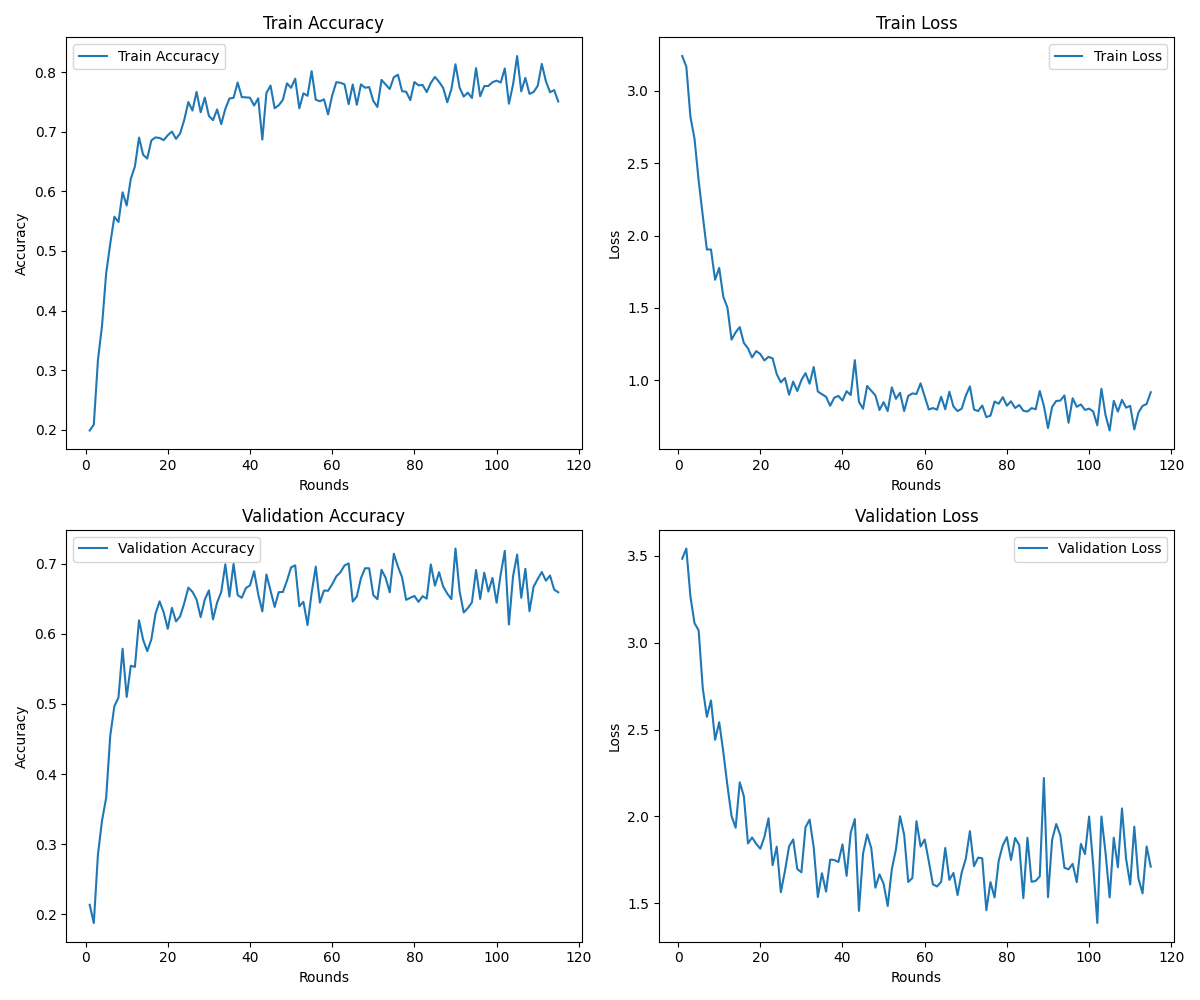 Train Accuracy
Train Accuracy
0.8
0.7
0.6
0.5
0.4
0.3
0.2
Accuracy
0 20 40 60 80 100 120
Rounds
Train Loss
Train Loss
3.0
2.5
2.0
1.5
1.0
Loss
0 20 40 60 80 100 120
Rounds
Validation Accuracy
Validation Accuracy
0.7
0.6
0.5
0.4
0.3
0.2
Accuracy
0 20 40 60 80 100 120
Rounds
Validation Loss
Validation Loss
3.5
3.0
2.5
2.0
1.5
Loss
0 20 40 60 80 100 120
Rounds